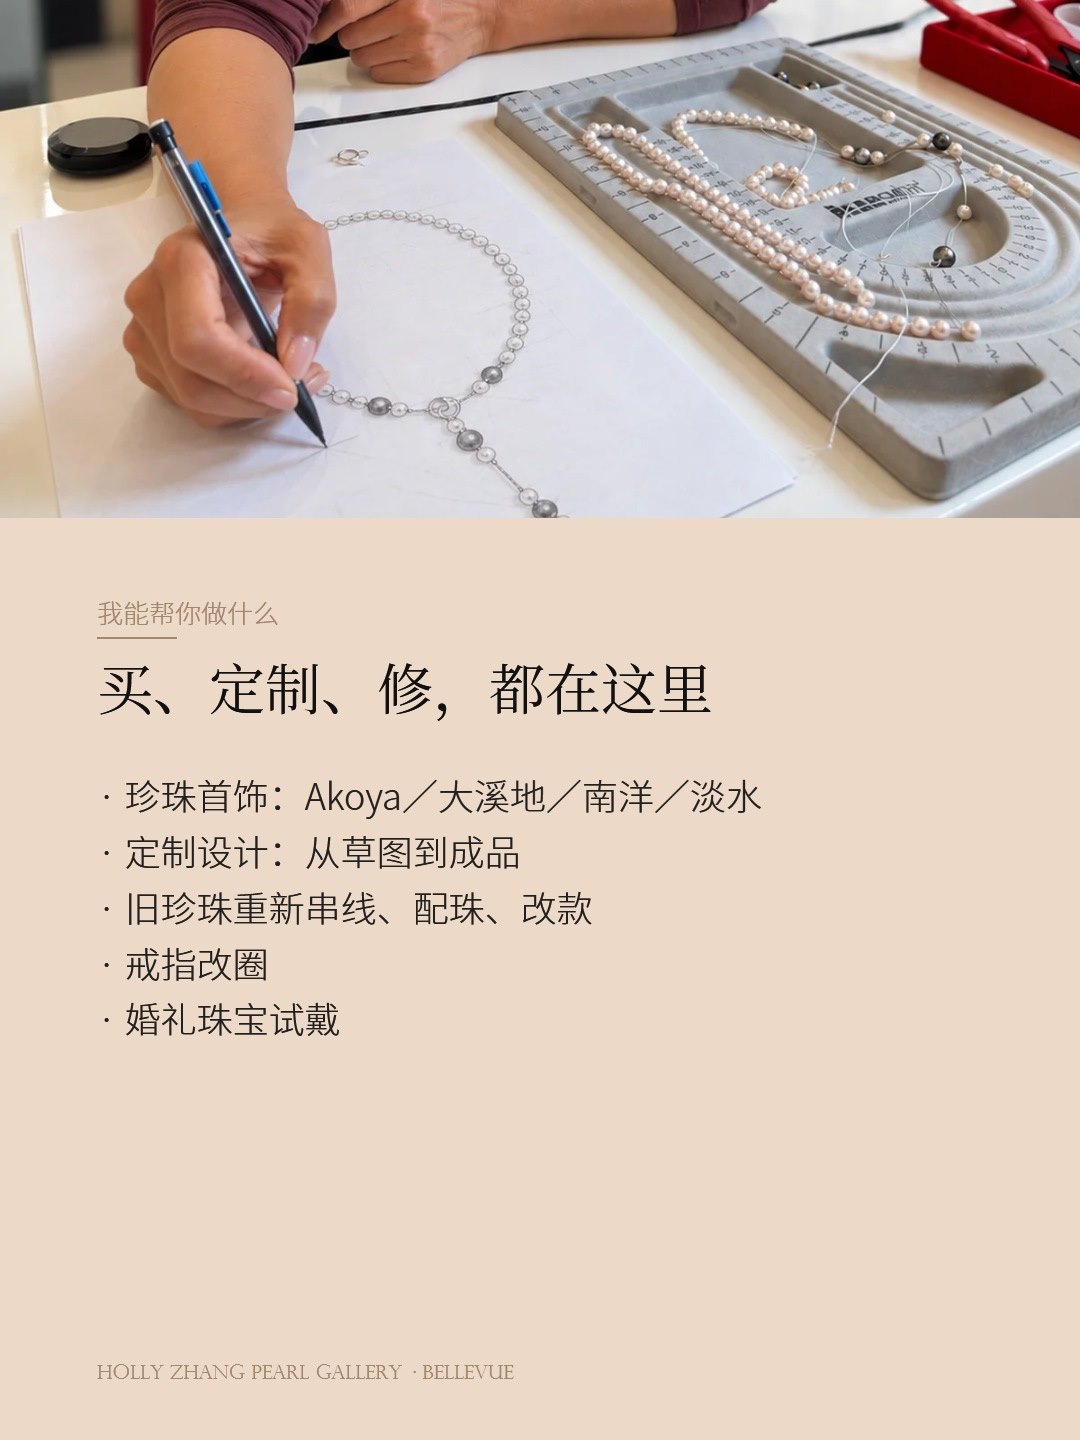 我能帮你做什么
买、定制、修，都在这里
· 珍珠首饰：Akoya／大溪地／南洋／淡水
· 定制设计：从草图到成品
· 旧珍珠重新串线、配珠、改款
· 戒指改圈
· 婚礼珠宝试戴
HOLLY ZHANG PEARL GALLERY · BELLEVUE